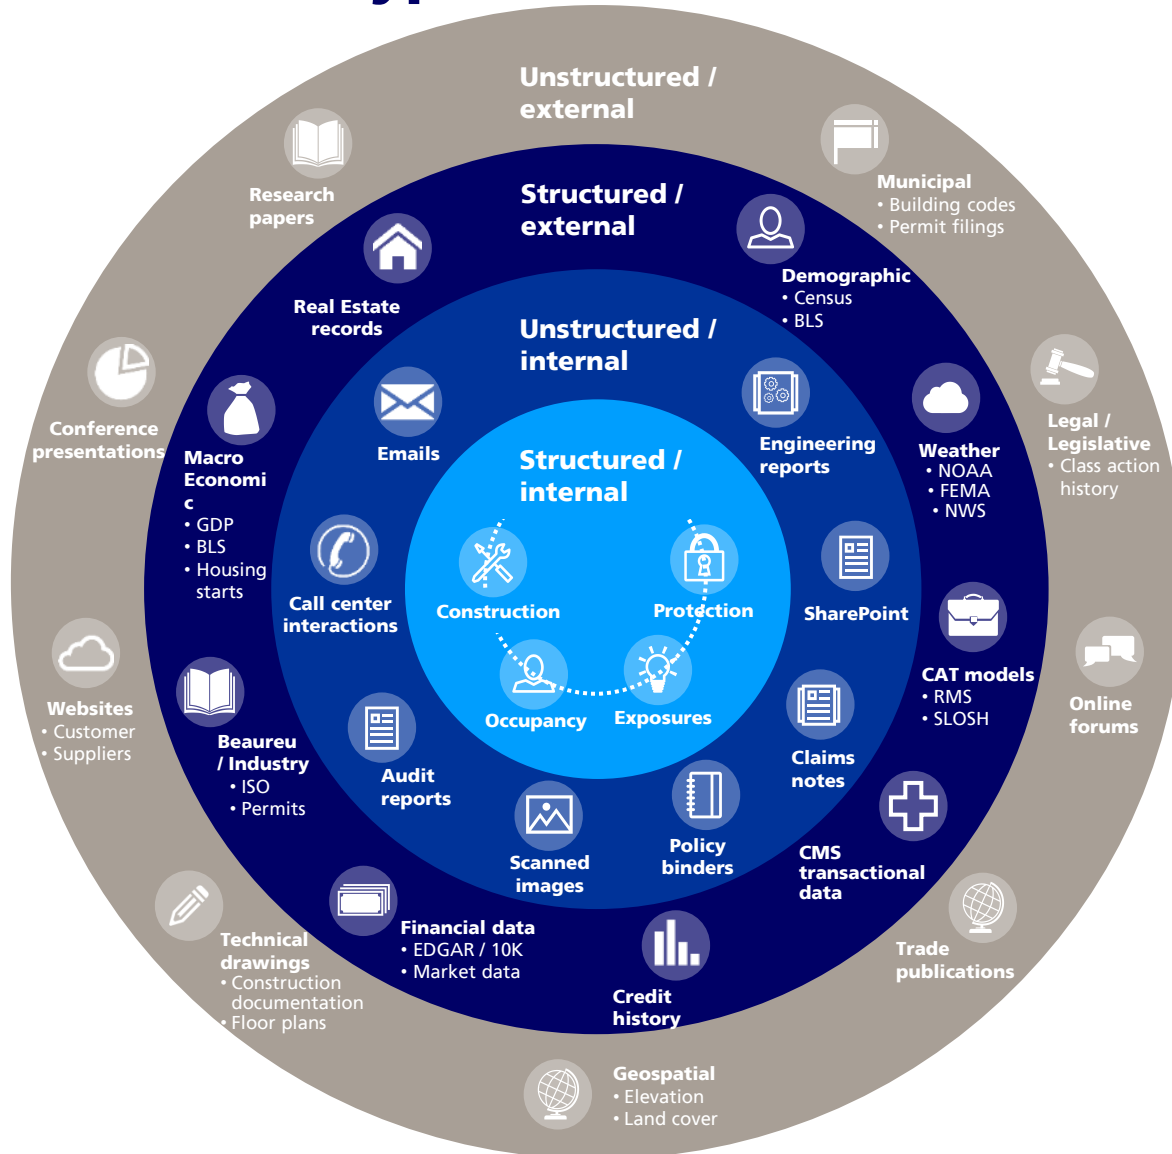 Unstructured /
external
Research
papers
Municipal
• Building codes
• Permit filings
Structured /
external
Real Estate
records
Demographic
• Census
• BLS
Conference
presentations
Legal /
Legislative
• Class action
history
Unstructured /
internal
Emails
Engineering
reports
Macro
Economi
c
• GDP
• BLS
• Housing
starts
Weather
• NOAA
• FEMA
• NWS
Structured /
internal
Call center
interactions
Construction
Protection
SharePoint
Occupancy
Exposures
Websites
• Customer
• Suppliers
CAT models
• RMS
• SLOSH
Online
forums
Beaureu
/ Industry
• ISO
• Permits
Audit
reports
Claims
notes
Scanned
images
Policy
binders
CMS
transactional
data
Technical
drawings
• Construction
documentation
• Floor plans
Financial data
• EDGAR / 10K
• Market data
Credit
history
Trade
publications
Geospatial
• Elevation
• Land cover